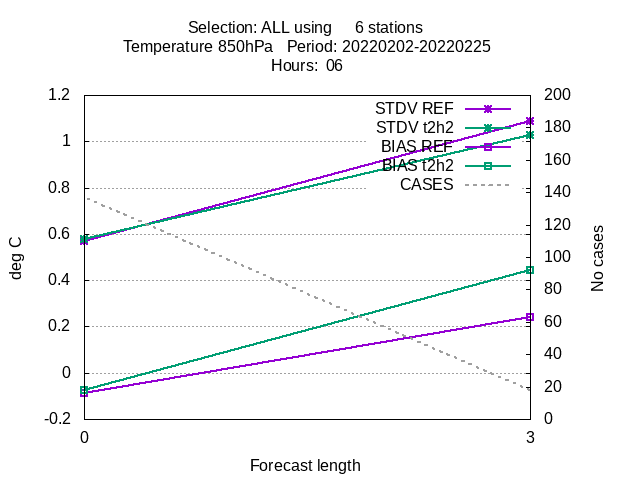 Selection: ALL using 6 stations
Temperature 850hPa Period: 20220202-20220225
Hours: 06
1.2
1
0.8
0.6
0.4
0.2
0
-0.2
deg C
STDV REF
STDV t2h2
BIAS REF
BIAS t2h2
CASES
200
180
160
140
120
100
80
60
40
20
0
No cases
0 3
Forecast length